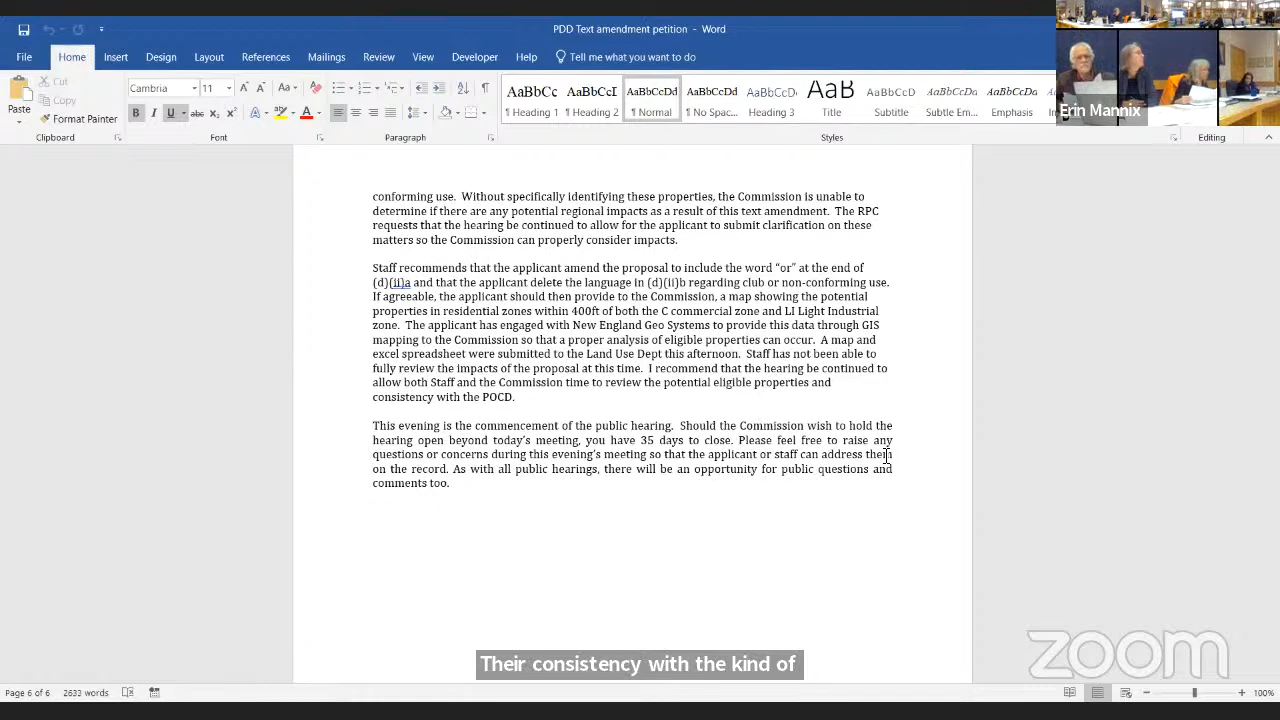 PDD Text amendment petition - Word
File Home Insert Design Layout References Mailings Review View Developer Help Tell me what you want to do
Paste
Cut
Copy
Format Painter
Cambria 11
Aa
B I U abc x₂ x²
AaBbCc AaBbCc AaBbCcDd AaBbCcDd AaBbCcD AaB AaBbCcD AaBbCcD AaBbCcD
¶ Heading 1 ¶ Heading 2 ¶ Normal ¶ No Spac... Heading 3 Title Subtitle Subtle Em... Emphasis
Clipboard Font Paragraph Styles Editing
Erin Mannix
conforming use. Without specifically identifying these properties, the Commission is unable to
determine if there are any potential regional impacts as a result of this text amendment. The RPC
requests that the hearing be continued to allow for the applicant to submit clarification on these
matters so the Commission can properly consider impacts.
Staff recommends that the applicant amend the proposal to include the word “or” at the end of
(d)(ii)a and that the applicant delete the language in (d)(ii)b regarding club or non-conforming use.
If agreeable, the applicant should then provide to the Commission, a map showing the potential
properties in residential zones within 400ft of both the C commercial zone and LI Light Industrial
zone. The applicant has engaged with New England Geo Systems to provide this data through GIS
mapping to the Commission so that a proper analysis of eligible properties can occur. A map and
excel spreadsheet were submitted to the Land Use Dept this afternoon. Staff has not been able to
fully review the impacts of the proposal at this time. I recommend that the hearing be continued to
allow both Staff and the Commission time to review the potential eligible properties and
consistency with the POCD.
This evening is the commencement of the public hearing. Should the Commission wish to hold the
hearing open beyond today’s meeting, you have 35 days to close. Please feel free to raise any
questions or concerns during this evening’s meeting so that the applicant or staff can address them
on the record. As with all public hearings, there will be an opportunity for public questions and
comments too.
zoom
Their consistency with the kind of
Page 6 of 6 2633 words 100%